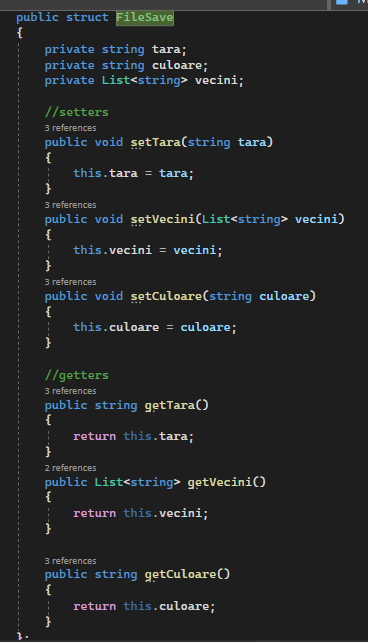 public struct FileSave
{
private string tara;
private string culoare;
private List<string> vecini;
//setters
3 references
public void setTara(string tara)
{
this.tara = tara;
}
3 references
public void setVecini(List<string> vecini)
{
this.vecini = vecini;
}
3 references
public void setCuloare(string culoare)
{
this.culoare = culoare;
}
//getters
3 references
public string getTara()
{
return this.tara;
}
2 references
public List<string> getVecini()
{
return this.vecini;
}
3 references
public string getCuloare()
{
return this.culoare;
}
};